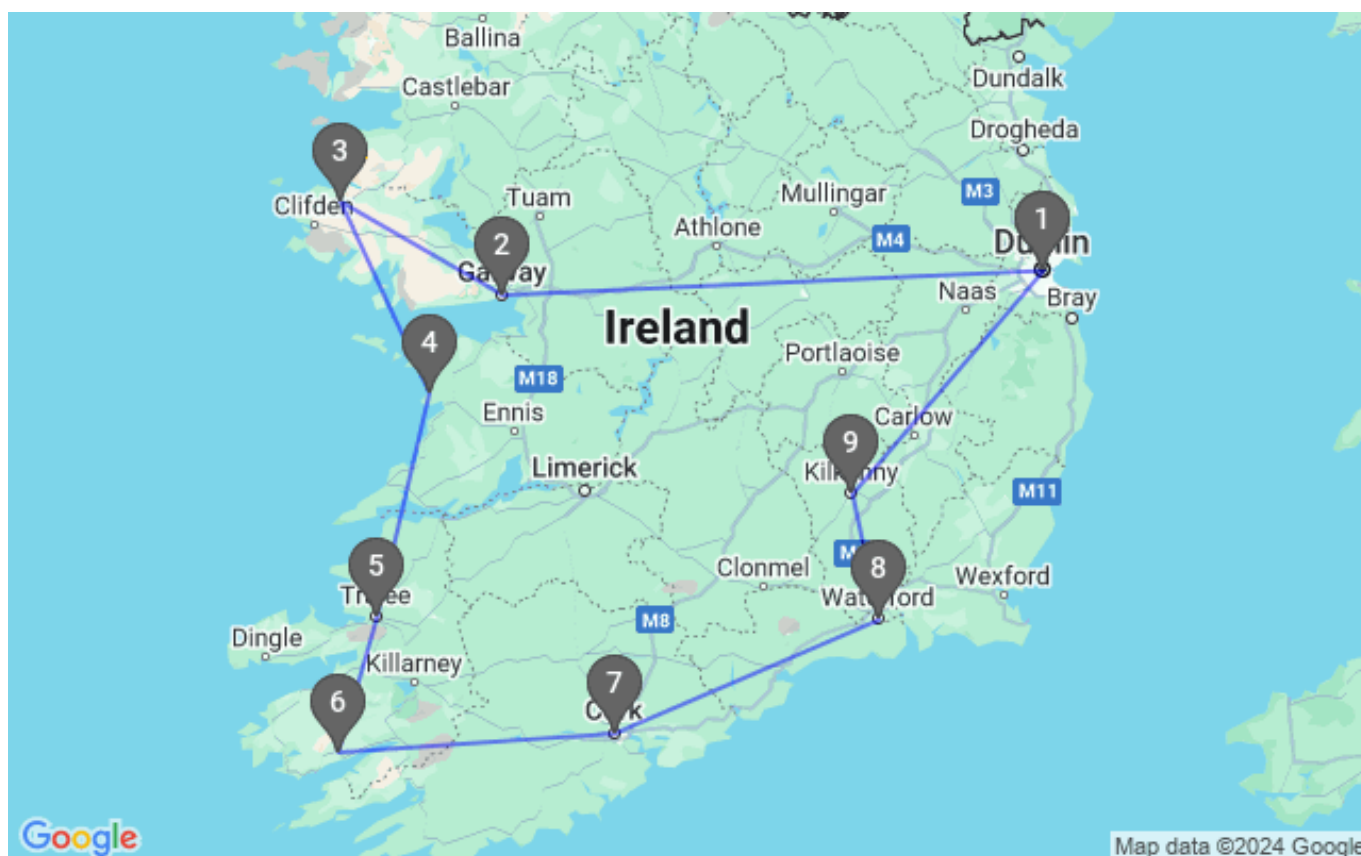 Ballina
Castlebar
Dundalk
Drogheda
3
Clifden
Tuam
Mullingar
M3
1
Athlone
2
M4
Dublin
Galway
Naas
Bray
Ireland
4
Portlaoise
M18
Ennis
Carlow
9
Limerick
Kilkenny
M11
5
8
Clonmel
Wexford
Tralee
Waterford
M8
Dingle
Killarney
7
6
Cork
Google
Map data ©2024 Google